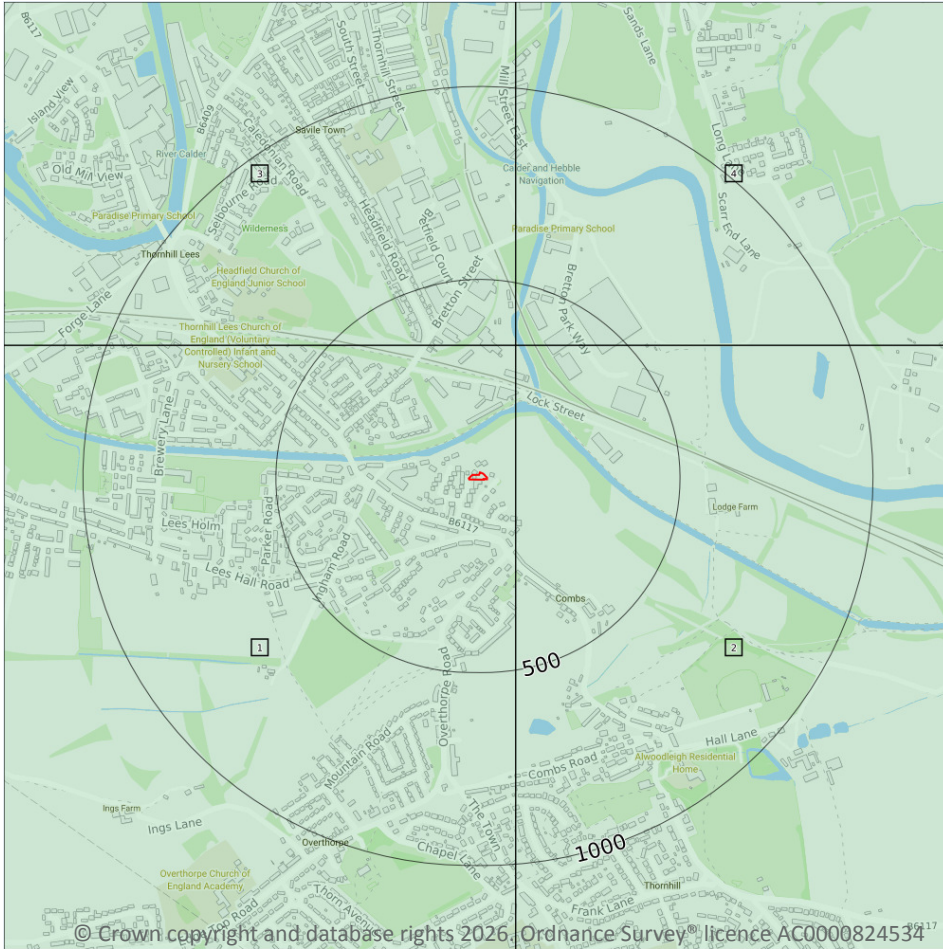 B6117
Island View
Old Mill View
River Calder
B6409
Caledonian Road
South Street
Thornhill Street
Savile Town
Mill Street East
Sands Lane
Long
Calder and Hebble
Navigation
3
4
Selbourne Road
Paradise Primary School
Wilderness
Headfield Road
Bretfield Court
Paradise Primary School
Scarr End Lane
Thornhill Lees
Headfield Church of
England Junior School
Bretton Street
Bretton Park Way
Forge Lane
Thornhill Lees Church of
England (Voluntary
Controlled) Infant and
Nursery School
Lock Street
Brewery Lane
Lees Holm
Parker Road
B6117
Lodge Farm
Lees Hall Road
Ingham Road
Combs
1
2
500
Overthorpe Road
Mountain Road
Hall Lane
Combs Road
Alwoodleigh Residential
Home
Ings Farm
Ings Lane
The Town
Overthorpe
Chapel Lane
1000
Overthorpe Church of
England Academy
Thornhill
Thorn Avenue
Frank Lane
Road
B6117
© Crown copyright and database rights 2026. Ordnance Survey® licence AC0000824534